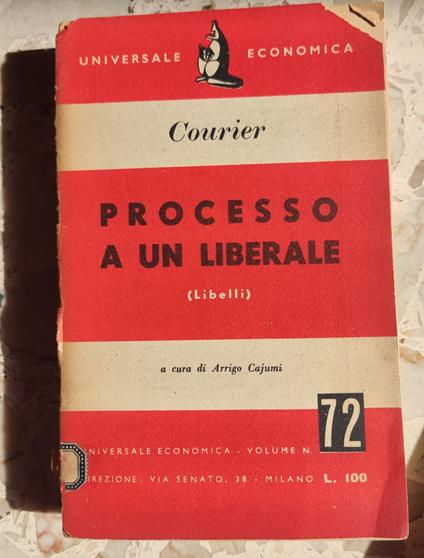 UNIVERSALE ECONOMICA
Courier
PROCESSO
A UN LIBERALE
(Libelli)
a cura di Arrigo Cajumi
UNIVERSALE ECONOMICA - VOLUME N. 72
DIREZIONE: VIA SENATO, 38 - MILANO L. 100